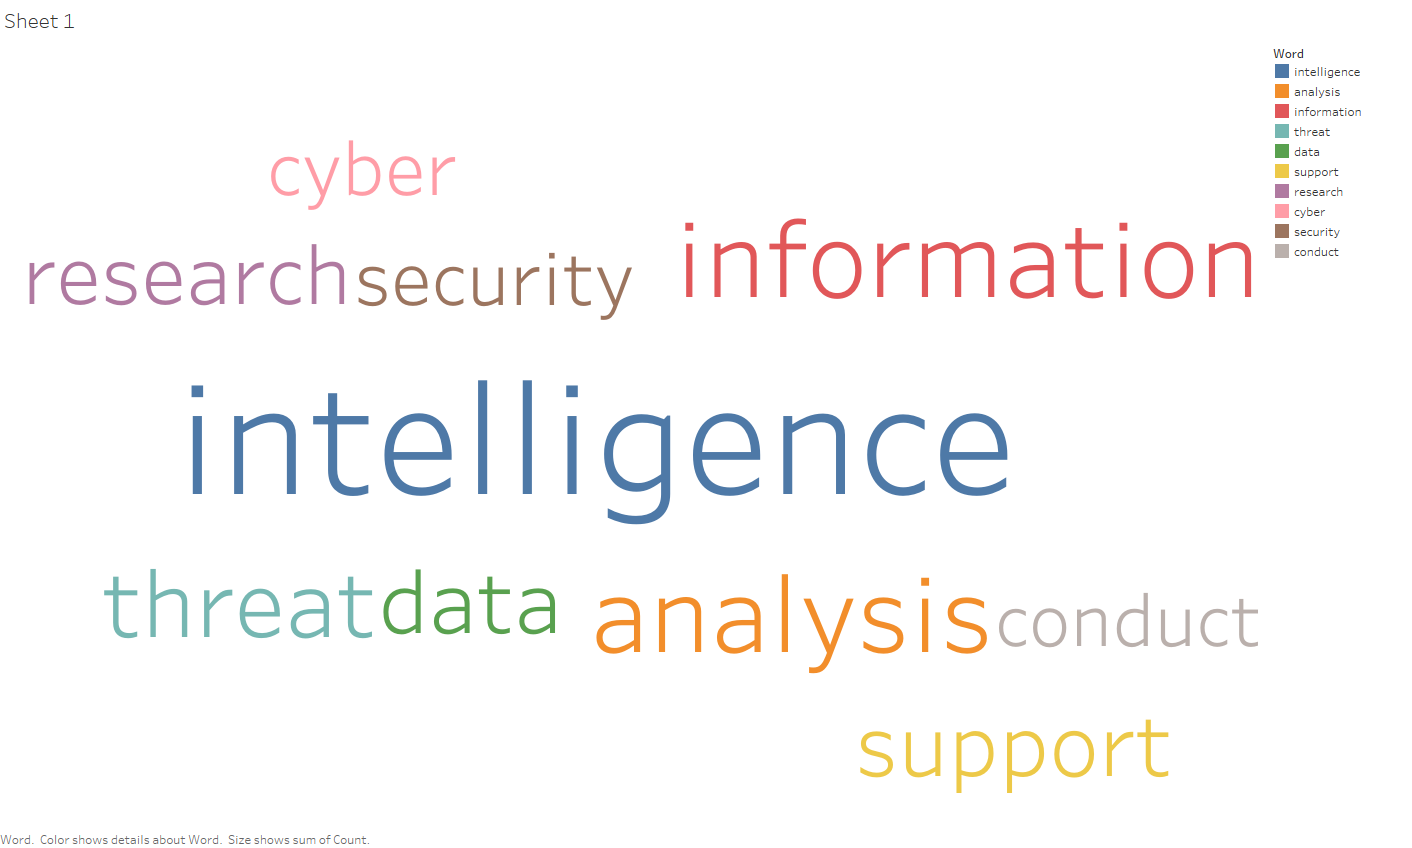 Sheet 1
Word
intelligence
analysis
information
threat
data
support
research
cyber
security
conduct
cyber
research security information
intelligence
threat data analysis conduct
support
Word. Color shows details about Word. Size shows sum of Count.